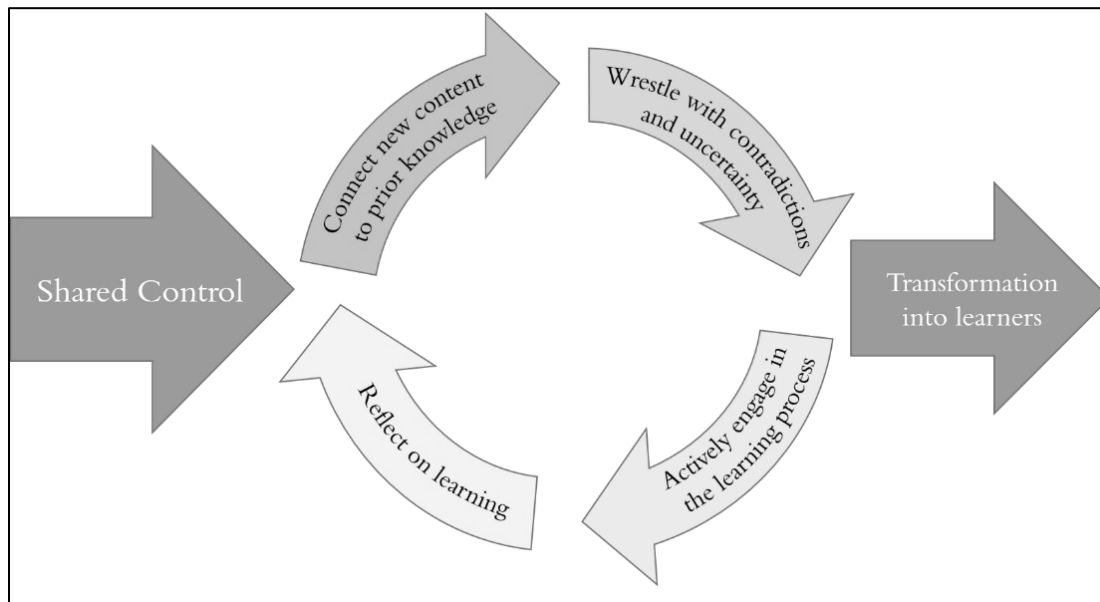 Shared Control
Connect new content
to prior knowledge
Wrestle with contradictions
and uncertainty
Transformation
into learners
Actively engage in
the learning process
Reflect on learning